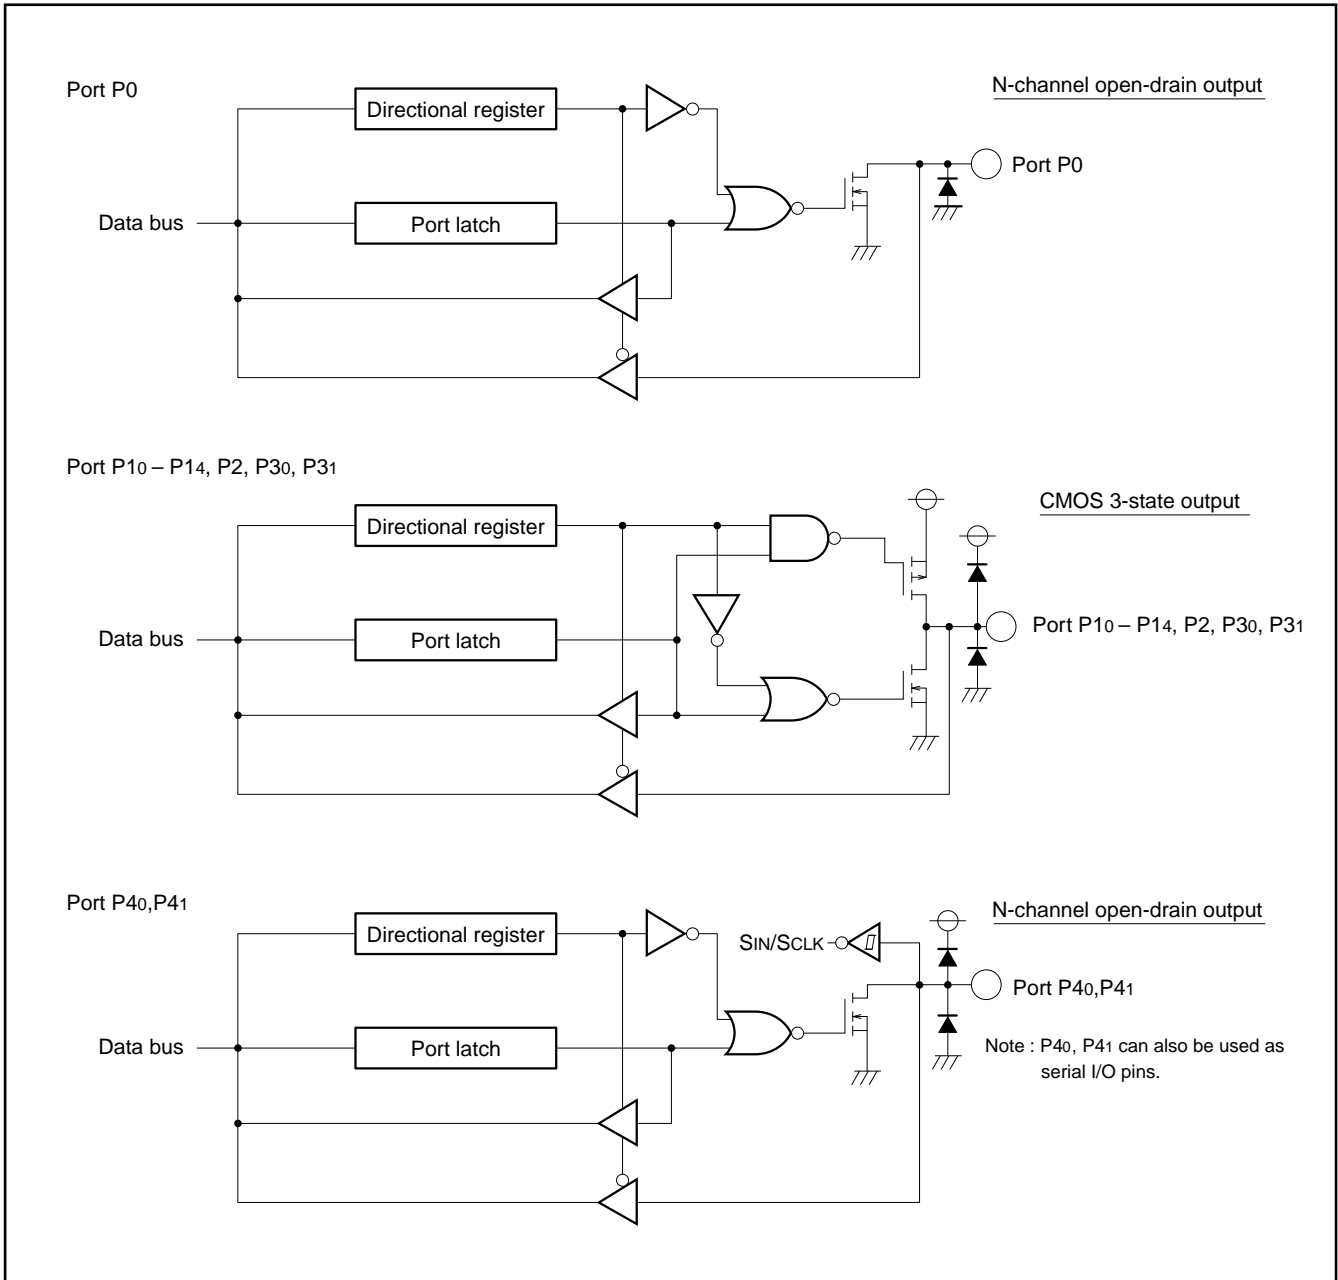 Port P0
N-channel open-drain output
Directional register
Port P0
Data bus
Port latch
Port P10 – P14, P2, P30, P31
CMOS 3-state output
Directional register
Data bus
Port latch
Port P10 – P14, P2, P30, P31
Port P40,P41
N-channel open-drain output
Directional register
SIN/SCLK
Port P40,P41
Data bus
Port latch
Note : P40, P41 can also be used as
serial I/O pins.